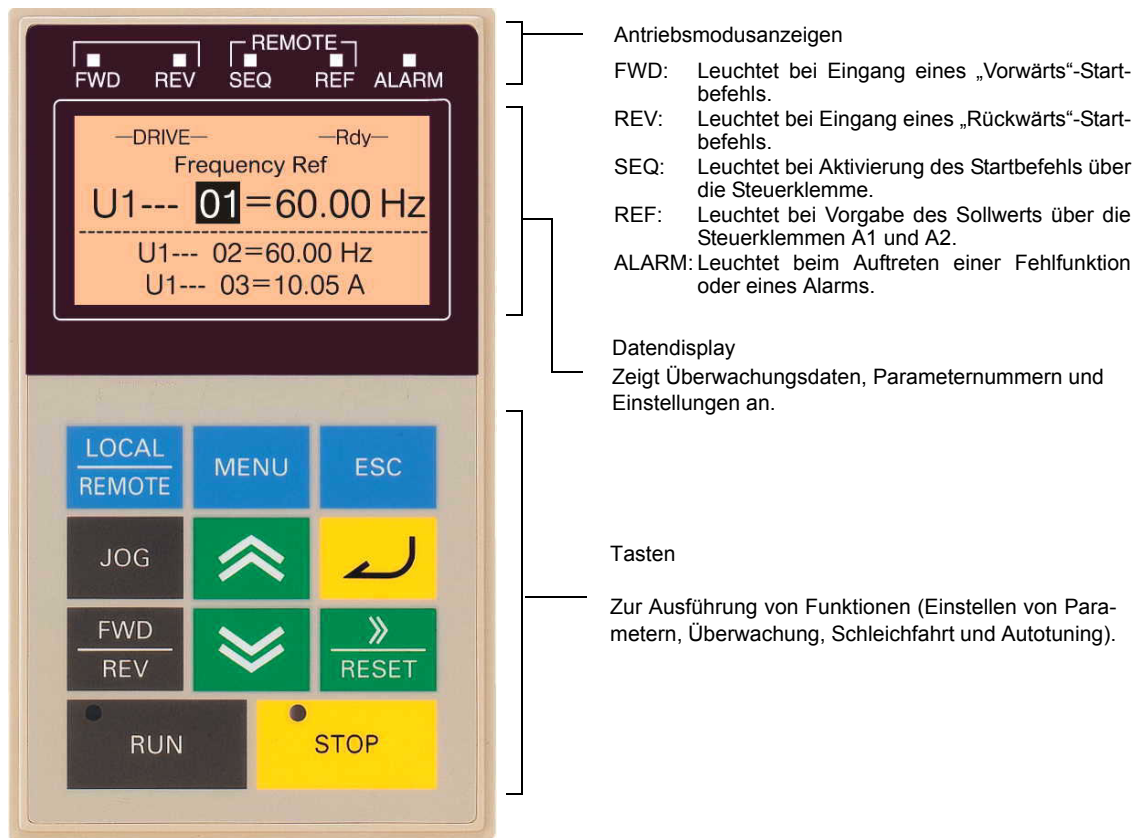 REMOTE
FWD REV SEQ REF ALARM
—DRIVE— —Rdy—
Frequency Ref
U1--- 01=60.00 Hz
U1--- 02=60.00 Hz
U1--- 03=10.05 A
LOCAL
REMOTE
MENU
ESC
JOG
FWD
REV
RESET
RUN
STOP
Antriebsmodusanzeigen
FWD: Leuchtet bei Eingang eines „Vorwärts“-Start-
befehls.
REV: Leuchtet bei Eingang eines „Rückwärts“-Start-
befehls.
SEQ: Leuchtet bei Aktivierung des Startbefehls über
die Steuerklemme.
REF: Leuchtet bei Vorgabe des Sollwerts über die
Steuerklemmen A1 und A2.
ALARM: Leuchtet beim Auftreten einer Fehlfunktion
oder eines Alarms.
Datendisplay
Zeigt Überwachungsdaten, Parameternummern und
Einstellungen an.
Tasten
Zur Ausführung von Funktionen (Einstellen von Para-
metern, Überwachung, Schleichfahrt und Autotuning).